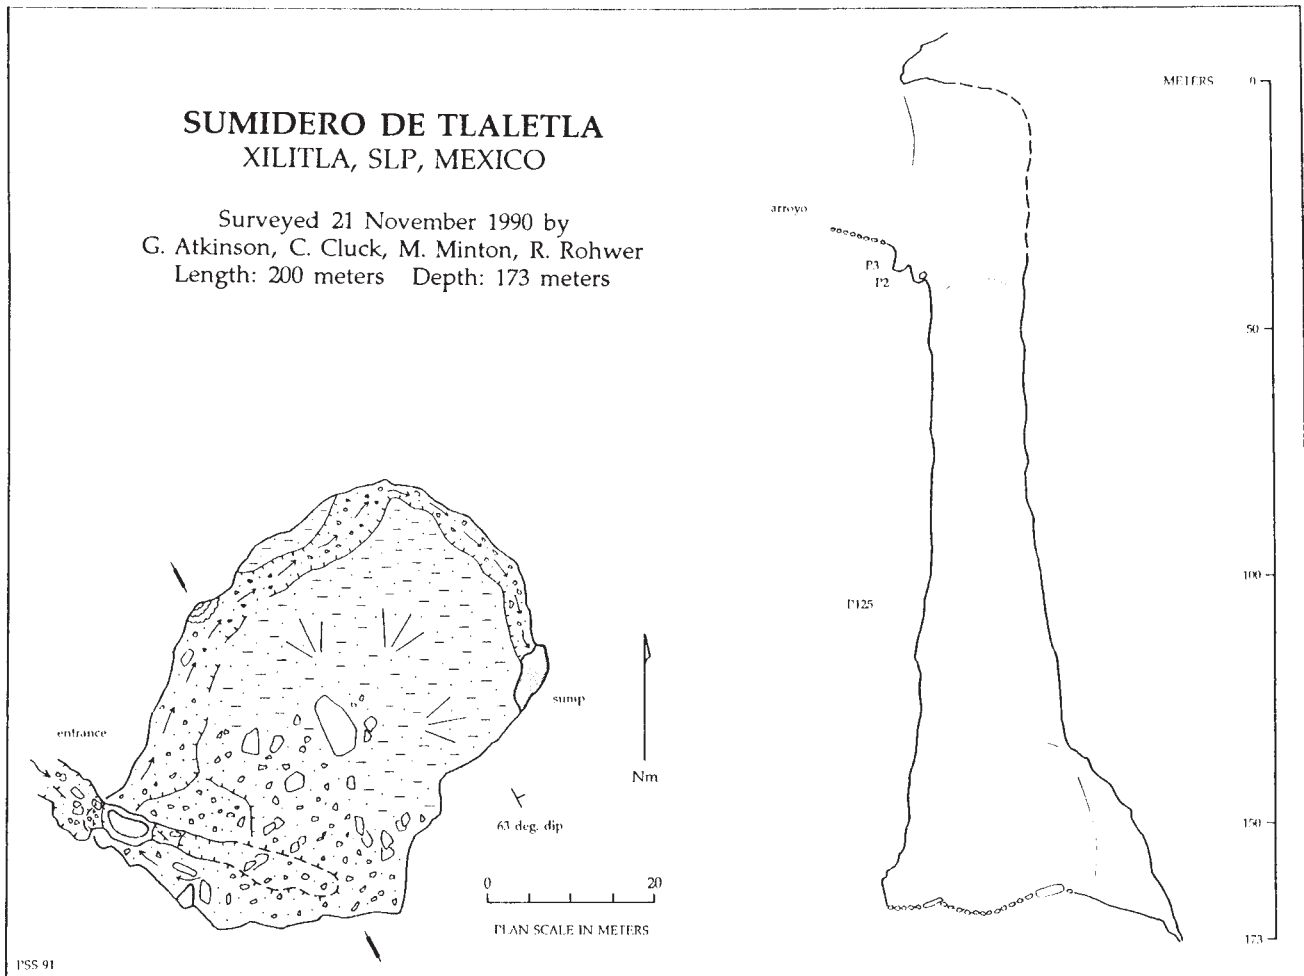 SUMIDERO DE TLALETLA
XILITLA, SLP, MEXICO
Surveyed 21 November 1990 by
G. Atkinson, C. Cluck, M. Minton, R. Rohwer
Length: 200 meters Depth: 173 meters
METERS 0
arroyo
P3
P2
50
100
P125
150
173
entrance
sump
Nm
63 deg. dip
0 20
PLAN SCALE IN METERS
PSS 91